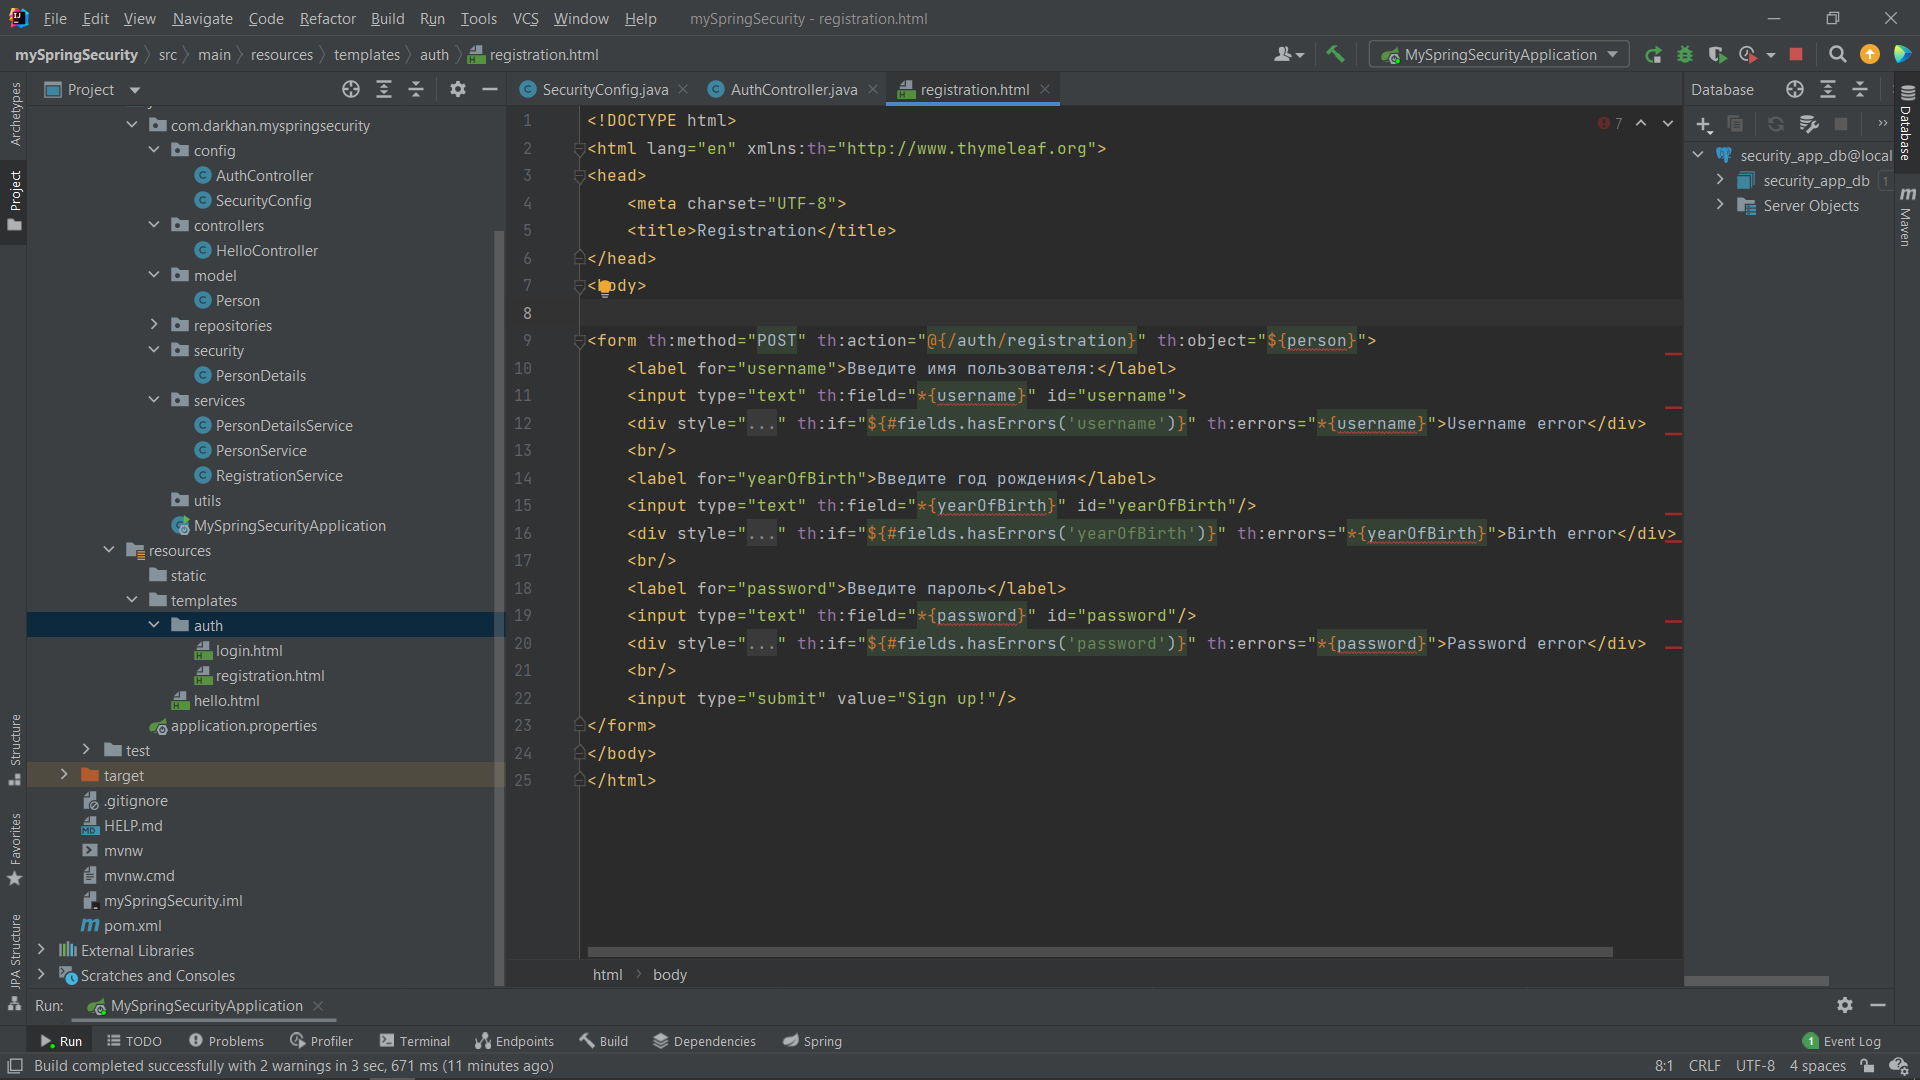 File Edit View Navigate Code Refactor Build Run Tools VCS Window Help mySpringSecurity - registration.html
mySpringSecurity src main resources templates auth registration.html
MySpringSecurityApplication
Project
SecurityConfig.java AuthController.java registration.html
Database
Archetypes
Project
com.darkhan.myspringsecurity
config
AuthController
SecurityConfig
controllers
HelloController
model
Person
repositories
security
PersonDetails
services
PersonDetailsService
PersonService
RegistrationService
utils
MySpringSecurityApplication
resources
static
templates
auth
login.html
registration.html
hello.html
application.properties
test
target
.gitignore
HELP.md
mvnw
mvnw.cmd
mySpringSecurity.iml
pom.xml
External Libraries
Scratches and Consoles
Structure
Favorites
JPA Structure
7
1 <!DOCTYPE html>
2 <html lang="en" xmlns:th="http://www.thymeleaf.org">
3 <head>
4 <meta charset="UTF-8">
5 <title>Registration</title>
6 </head>
7 <body>
8
9 <form th:method="POST" th:action="@{/auth/registration}" th:object="${person}">
10 <label for="username">Введите имя пользователя:</label>
11 <input type="text" th:field="*{username}" id="username">
12 <div style="..." th:if="${#fields.hasErrors('username')}" th:errors="*{username}">Username error</div>
13 <br/>
14 <label for="yearOfBirth">Введите год рождения</label>
15 <input type="text" th:field="*{yearOfBirth}" id="yearOfBirth"/>
16 <div style="..." th:if="${#fields.hasErrors('yearOfBirth')}" th:errors="*{yearOfBirth}">Birth error</div>
17 <br/>
18 <label for="password">Введите пароль</label>
19 <input type="text" th:field="*{password}" id="password"/>
20 <div style="..." th:if="${#fields.hasErrors('password')}" th:errors="*{password}">Password error</div>
21 <br/>
22 <input type="submit" value="Sign up!"/>
23 </form>
24 </body>
25 </html>
html body
security_app_db@local
security_app_db 1
Server Objects
Database
Maven
Run: MySpringSecurityApplication
Run TODO Problems Profiler Terminal Endpoints Build Dependencies Spring 1 Event Log
Build completed successfully with 2 warnings in 3 sec, 671 ms (11 minutes ago) 8:1 CRLF UTF-8 4 spaces